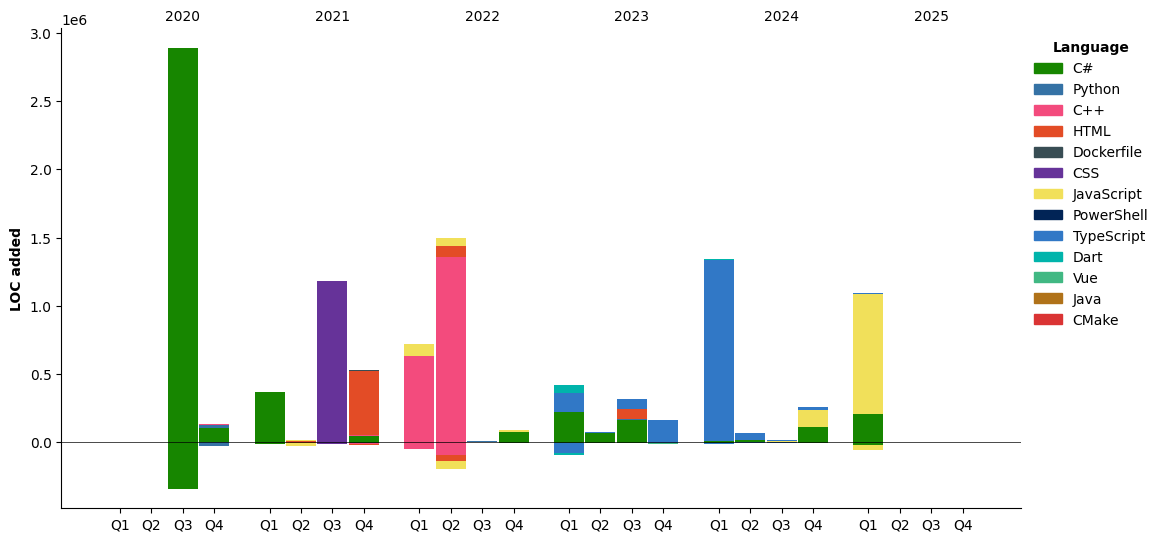 1e6
2020 2021 2022 2023 2024 2025
3.0
2.5
2.0
1.5
1.0
0.5
0.0
LOC added
Q1 Q2 Q3 Q4 Q1 Q2 Q3 Q4 Q1 Q2 Q3 Q4 Q1 Q2 Q3 Q4 Q1 Q2 Q3 Q4 Q1 Q2 Q3 Q4
Language
C#
Python
C++
HTML
Dockerfile
CSS
JavaScript
PowerShell
TypeScript
Dart
Vue
Java
CMake